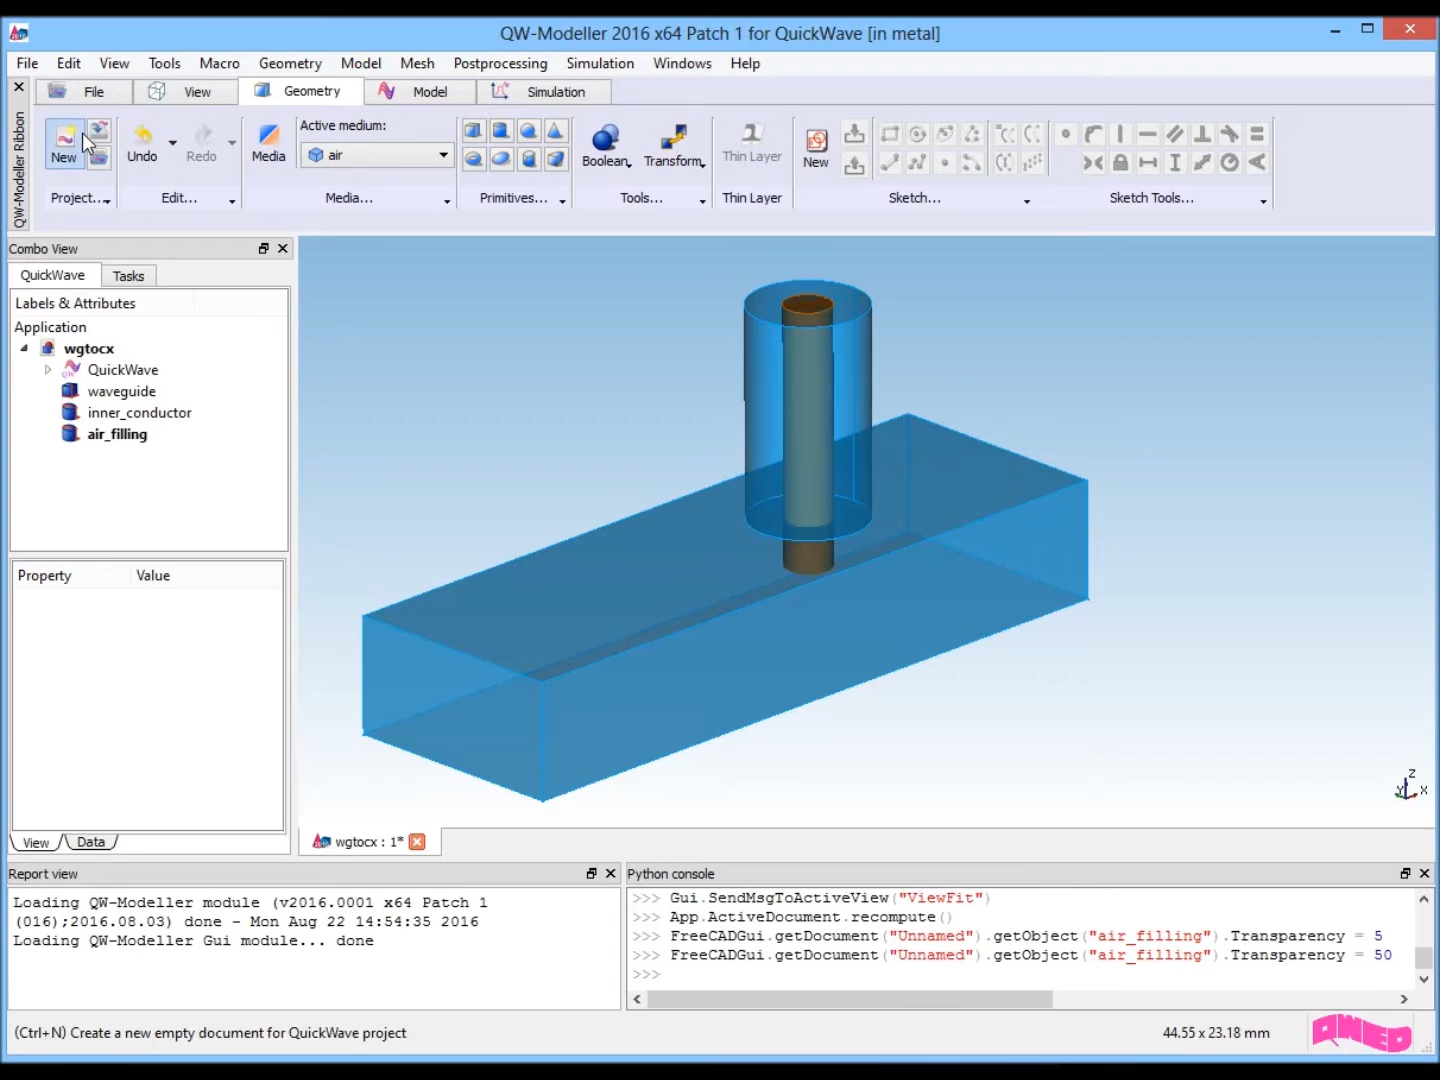 QW-Modeller 2016 x64 Patch 1 for QuickWave [in metal]
File Edit View Tools Macro Geometry Model Mesh Postprocessing Simulation Windows Help
QW-Modeller Ribbon
File View Geometry Model Simulation
New
Project...
Undo Redo
Edit...
Media
Active medium:
air
Media...
Primitives...
Boolean Transform
Tools...
Thin Layer
Thin Layer
New
Sketch...
Sketch Tools...
Combo View
QuickWave Tasks
Labels & Attributes
Application
wgtocx
QuickWave
waveguide
inner_conductor
air_filling
Property Value
View Data
Z
Y X
wgtocx : 1*
Report view
Loading QW-Modeller module (v2016.0001 x64 Patch 1
(016);2016.08.03) done - Mon Aug 22 14:54:35 2016
Loading QW-Modeller Gui module... done
Python console
>>> Gui.SendMsgToActiveView("ViewFit")
>>> App.ActiveDocument.recompute()
>>> FreeCADGui.getDocument("Unnamed").getObject("air_filling").Transparency = 5
>>> FreeCADGui.getDocument("Unnamed").getObject("air_filling").Transparency = 50
>>>
(Ctrl+N) Create a new empty document for QuickWave project
44.55 x 23.18 mm
QWED